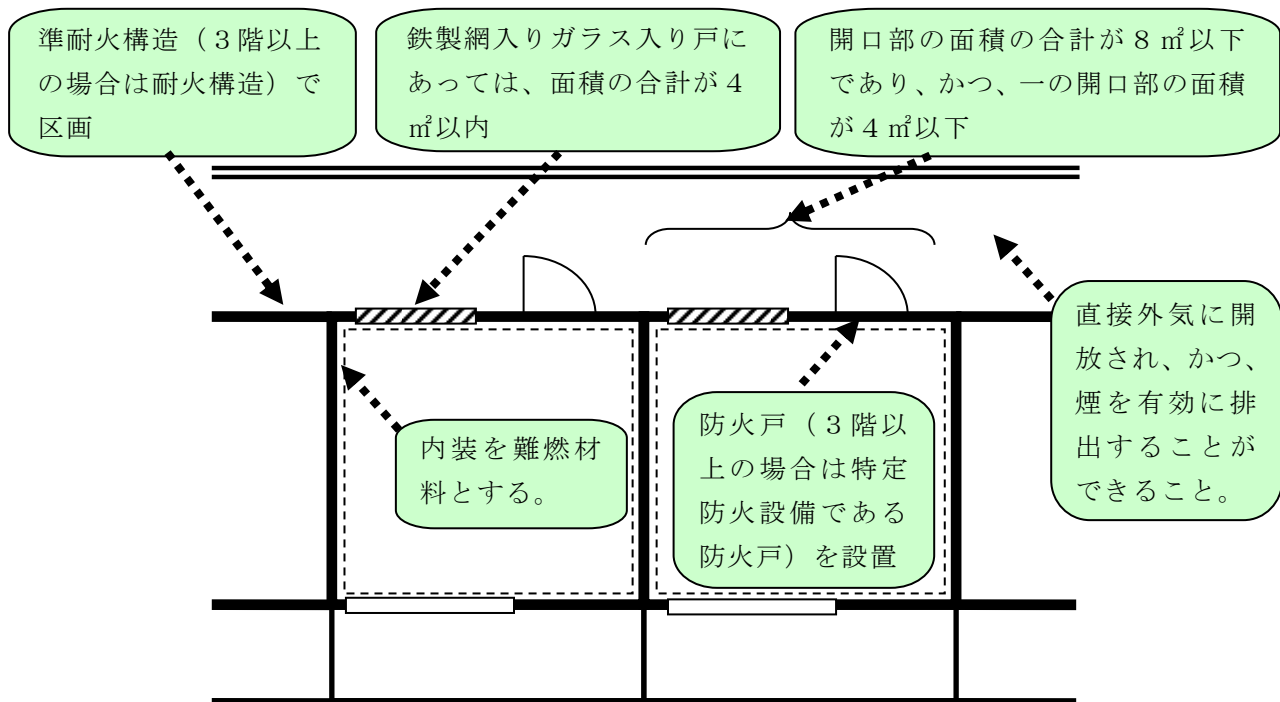 準耐火構造（３階以上
の場合は耐火構造）で
区画
鉄製網入りガラス入り戸に
あっては、面積の合計が４
㎡以内
開口部の面積の合計が８㎡以下
であり、かつ、一の開口部の面積
が４㎡以下
直接外気に開
放され、かつ、
煙を有効に排
出することが
できること。
内装を難燃材
料とする。
防火戸（３階以
上の場合は特定
防火設備である
防火戸）を設置